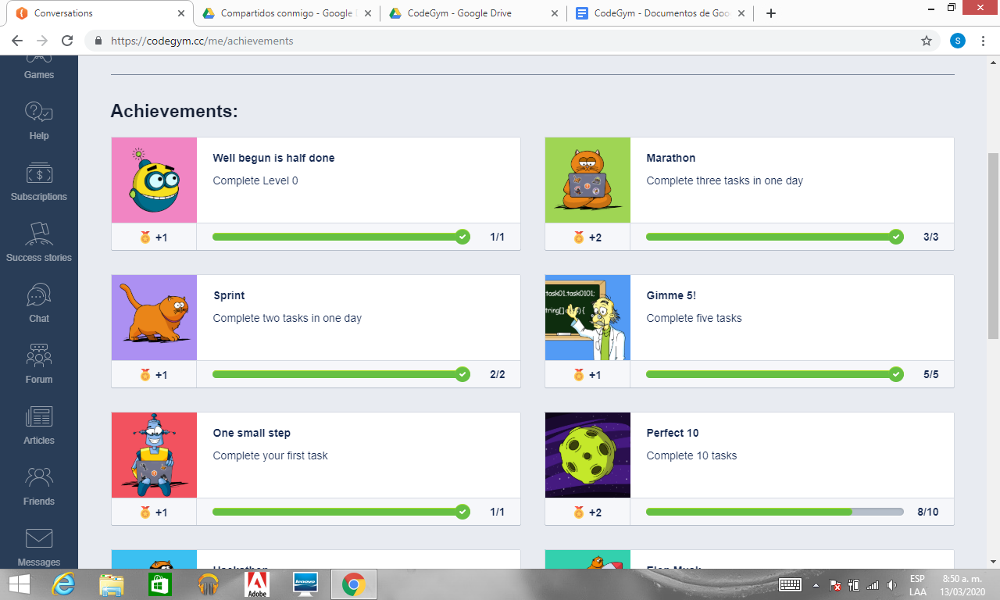 Conversations
Compartidos conmigo - Google
CodeGym - Google Drive
CodeGym - Documentos de Goo
https://codegym.cc/me/achievements
S
Games
Help
Subscriptions
Success stories
Chat
Forum
Articles
Friends
Messages
Achievements:
Well begun is half done
Complete Level 0
+1
1/1
Marathon
Complete three tasks in one day
+2
3/3
Sprint
Complete two tasks in one day
+1
2/2
task01.task0101;
tring[] a
) {
Gimme 5!
Complete five tasks
+1
5/5
One small step
Complete your first task
+1
1/1
Perfect 10
Complete 10 tasks
+2
8/10
Hackathon
Elon Musk
Adobe
lenovo
ESP
LAA
8:50 a. m.
13/03/2020